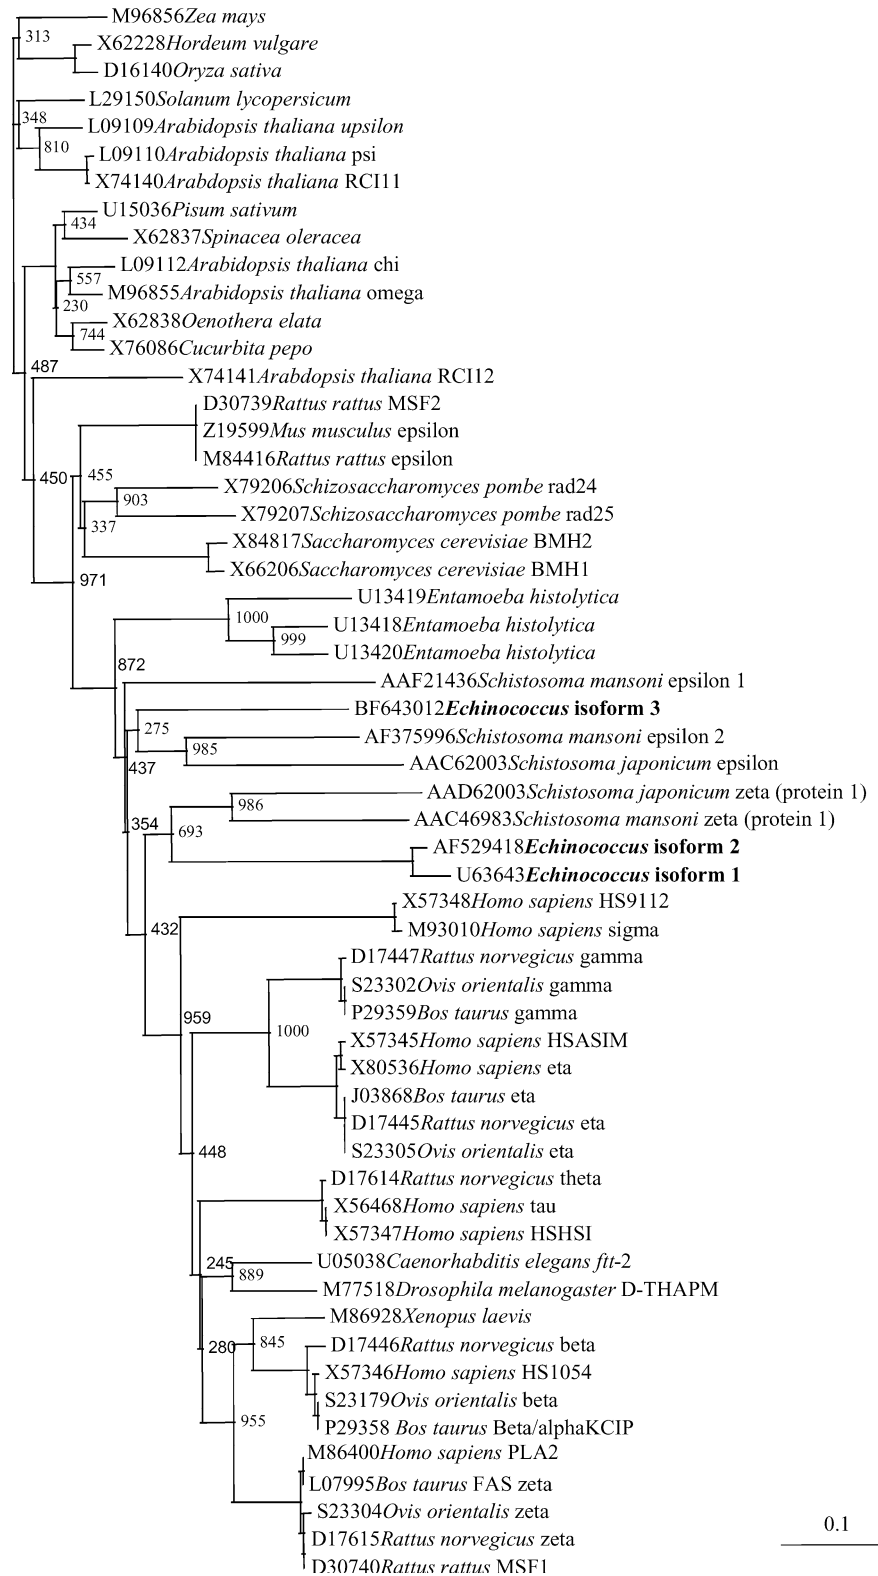 M96856Zea mays
313
X62228Hordeum vulgare
D16140Oryza sativa
L29150Solanum lycopersicum
348
L09109Arabidopsis thaliana upsilon
810
L09110Arabidopsis thaliana psi
X74140Arabdopsis thaliana RCI11
U15036Pisum sativum
434
X62837Spinacea oleracea
L09112Arabidopsis thaliana chi
557
M96855Arabidopsis thaliana omega
230
X62838Oenothera elata
744
X76086Cucurbita pepo
487
X74141Arabdopsis thaliana RCI12
D30739Rattus rattus MSF2
Z19599Mus musculus epsilon
M84416Rattus rattus epsilon
450
455
X79206Schizosaccharomyces pombe rad24
903
X79207Schizosaccharomyces pombe rad25
337
X84817Saccharomyces cerevisiae BMH2
X66206Saccharomyces cerevisiae BMH1
971
U13419Entamoeba histolytica
1000
U13418Entamoeba histolytica
999
U13420Entamoeba histolytica
872
AAF21436Schistosoma mansoni epsilon 1
BF643012Echinococcus isoform 3
275
AF375996Schistosoma mansoni epsilon 2
985
AAC62003Schistosoma japonicum epsilon
437
AAD62003Schistosoma japonicum zeta (protein 1)
986
AAC46983Schistosoma mansoni zeta (protein 1)
354
693
AF529418Echinococcus isoform 2
U63643Echinococcus isoform 1
X57348Homo sapiens HS9112
432
M93010Homo sapiens sigma
D17447Rattus norvegicus gamma
S23302Ovis orientalis gamma
P29359Bos taurus gamma
959
1000
X57345Homo sapiens HSASIM
X80536Homo sapiens eta
J03868Bos taurus eta
D17445Rattus norvegicus eta
S23305Ovis orientalis eta
448
D17614Rattus norvegicus theta
X56468Homo sapiens tau
X57347Homo sapiens HSHSI
245
U05038Caenorhabditis elegans ftt-2
889
M77518Drosophila melanogaster D-THAPM
M86928Xenopus laevis
280
845
D17446Rattus norvegicus beta
X57346Homo sapiens HS1054
S23179Ovis orientalis beta
955
P29358 Bos taurus Beta/alphaKCIP
M86400Homo sapiens PLA2
L07995Bos taurus FAS zeta
S23304Ovis orientalis zeta
0.1
D17615Rattus norvegicus zeta
D30740Rattus rattus MSF1